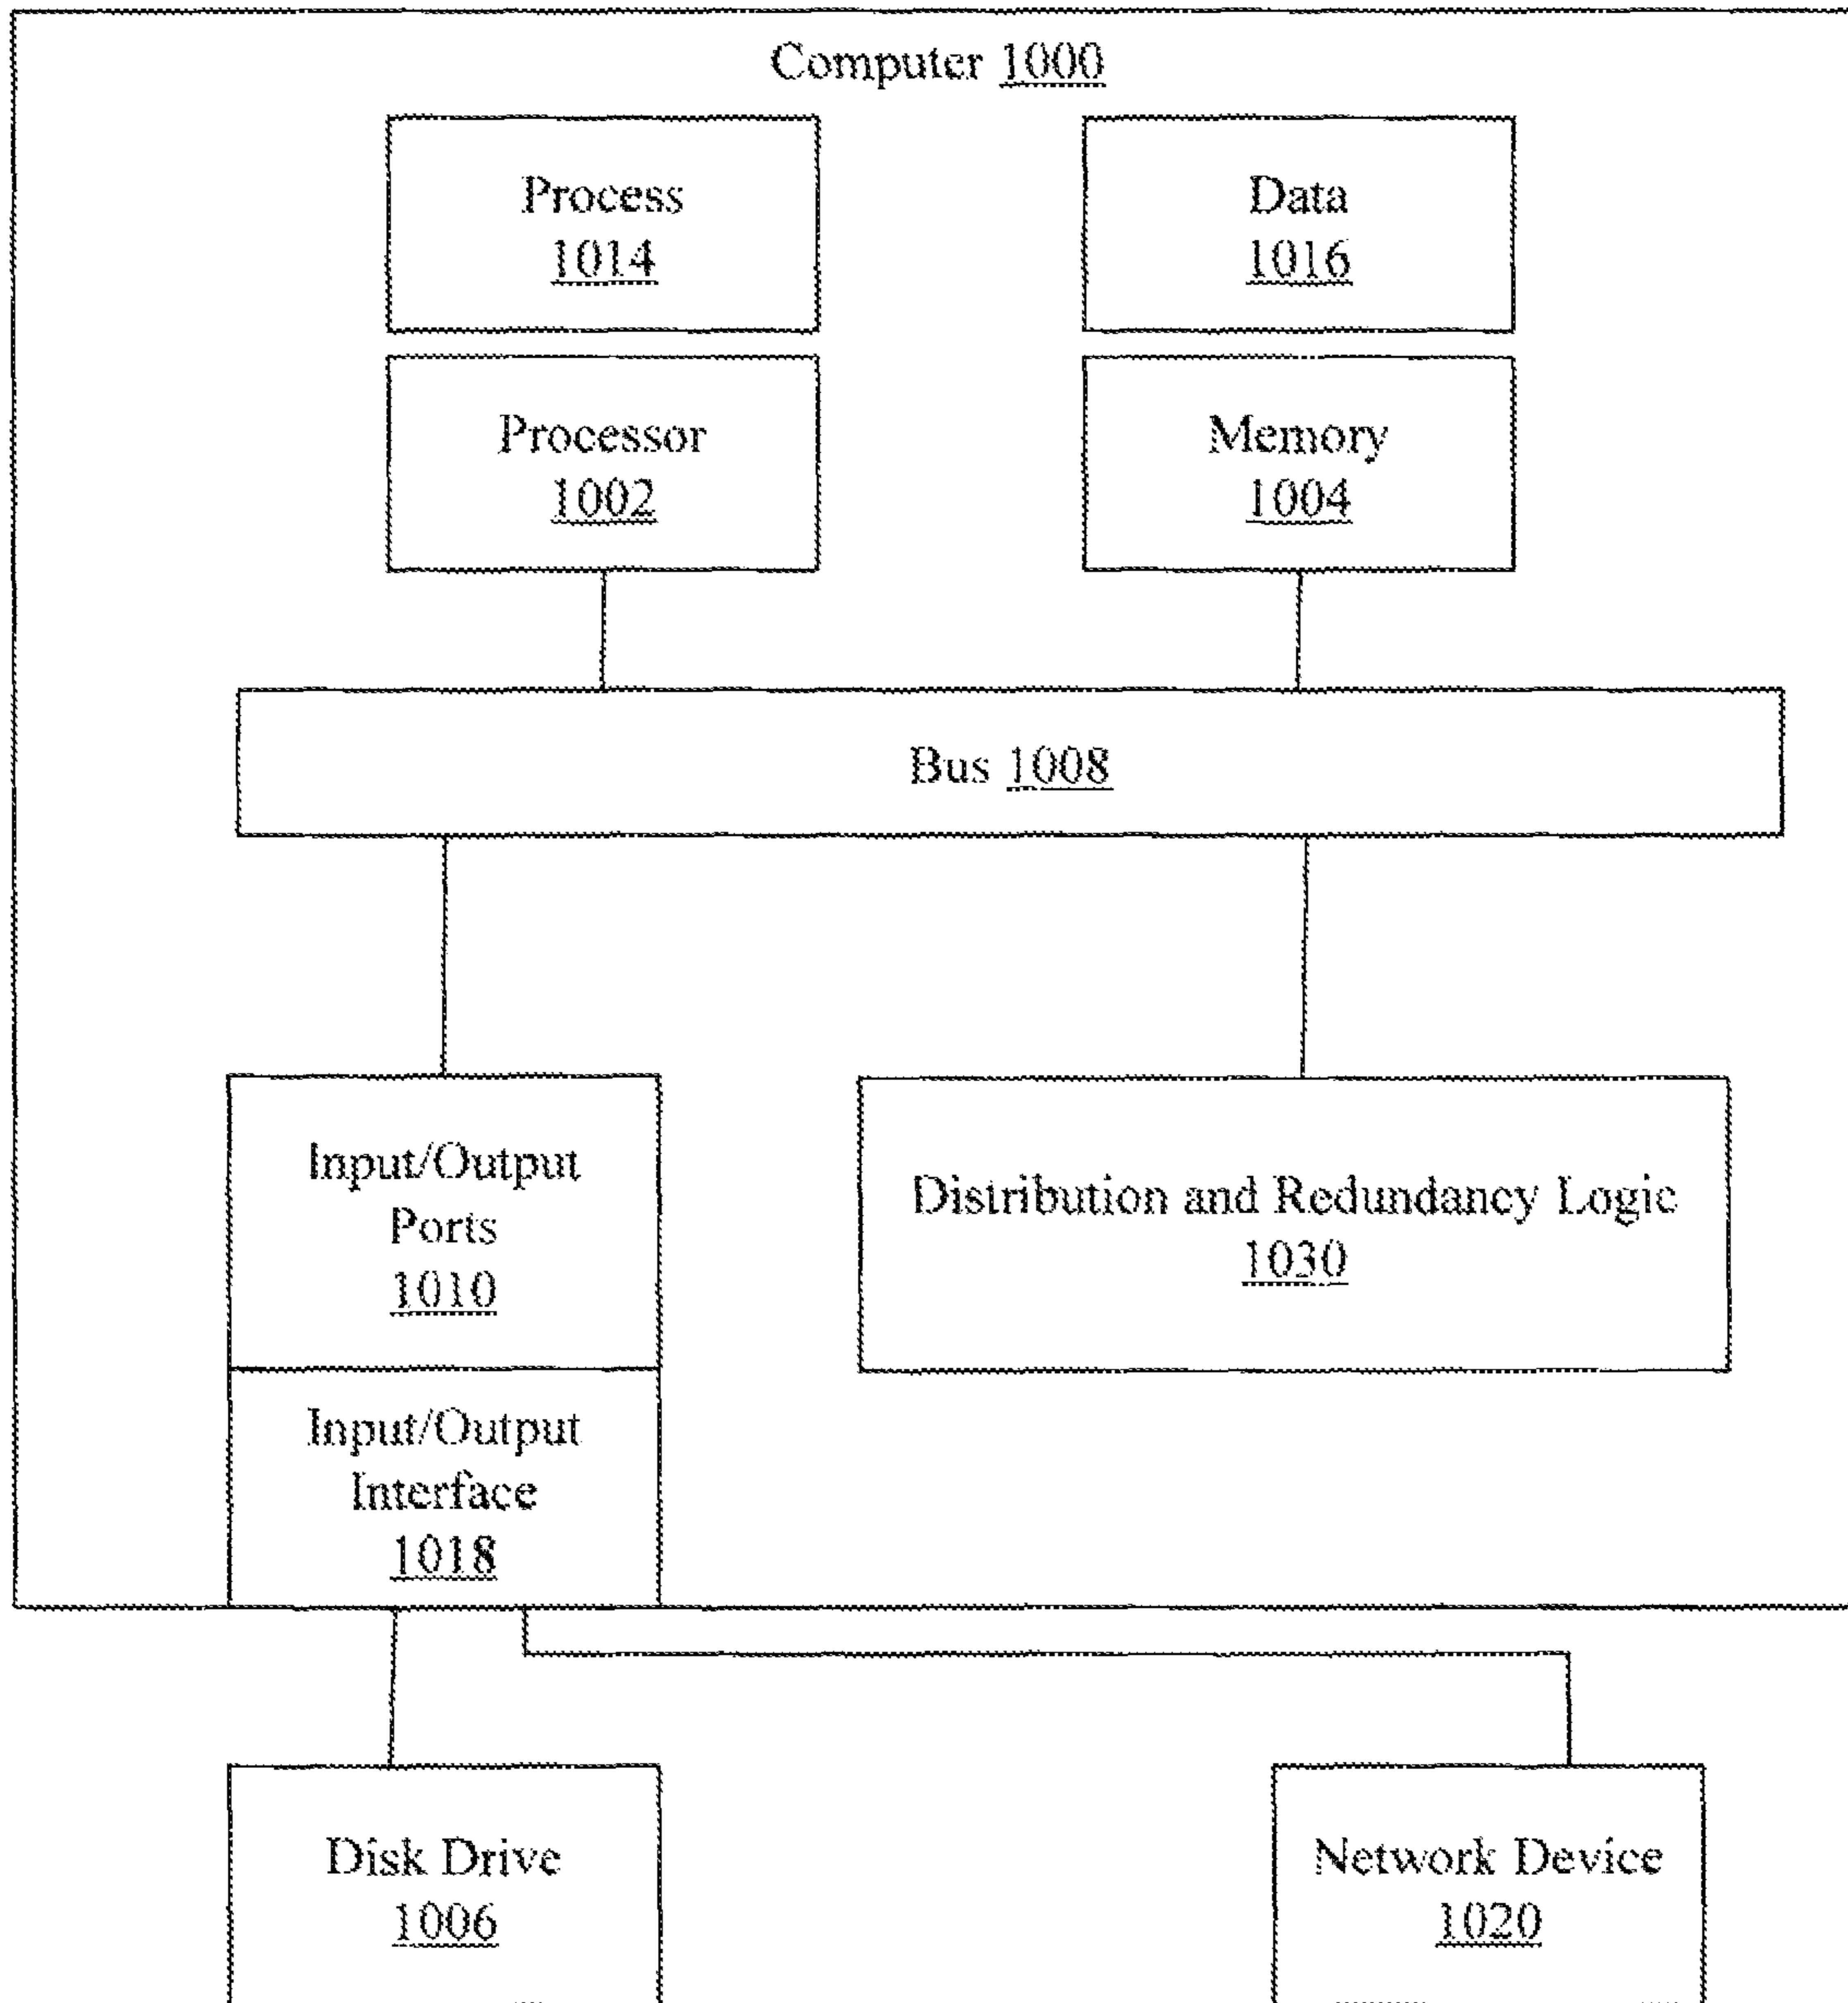 Computer 1000
Process
1014
Data
1016
Processor
1002
Memory
1004
Bus 1008
Input/Output
Ports
1010
Distribution and Redundancy Logic
1030
Input/Output
Interface
1018
Disk Drive
1006
Network Device
1020